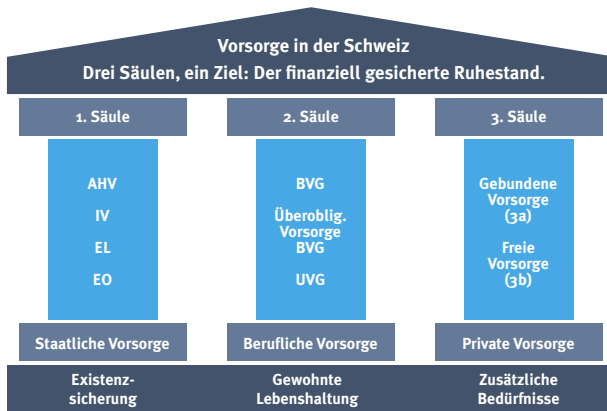 Vorsorge in der Schweiz
Drei Säulen, ein Ziel: Der finanziell gesicherte Ruhestand.
1. Säule
2. Säule
3. Säule
AHV
IV
EL
EO
BVG
Überoblig.
Vorsorge
BVG
UVG
Gebundene
Vorsorge
(3a)
Freie
Vorsorge
(3b)
Staatliche Vorsorge
Berufliche Vorsorge
Private Vorsorge
Existenz-
sicherung
Gewohnte
Lebenshaltung
Zusätzliche
Bedürfnisse